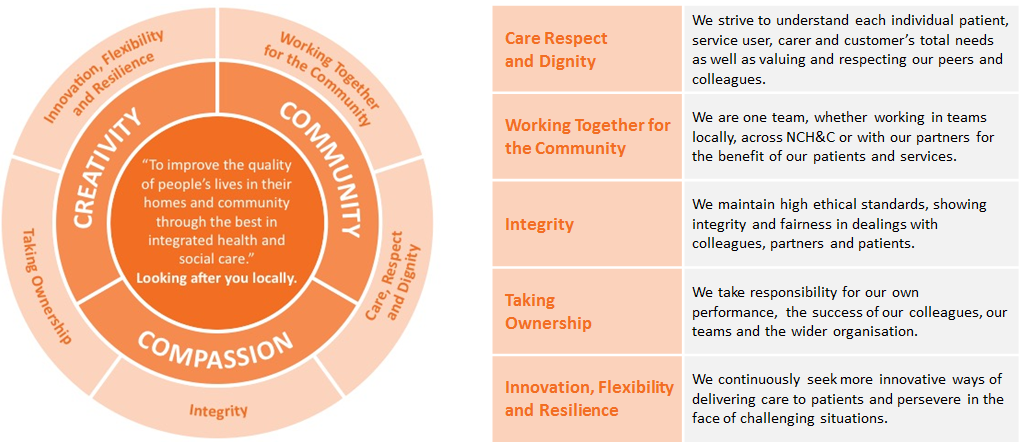 Innovation, Flexibility
and Resilience
Working Together
for the Community
CREATIVITY
COMMUNITY
“To improve the quality
of people’s lives in their
homes and community
through the best in
integrated health and
social care.”
Looking after you locally.
Taking Ownership
Care, Respect
and Dignity
COMPASSION
Integrity
Care Respect
and Dignity
We strive to understand each individual patient,
service user, carer and customer’s total needs
as well as valuing and respecting our peers and
colleagues.
Working Together for
the Community
We are one team, whether working in teams
locally, across NCH&C or with our partners for
the benefit of our patients and services.
Integrity
We maintain high ethical standards, showing
integrity and fairness in dealings with
colleagues, partners and patients.
Taking
Ownership
We take responsibility for our own
performance, the success of our colleagues, our
teams and the wider organisation.
Innovation, Flexibility
and Resilience
We continuously seek more innovative ways of
delivering care to patients and persevere in the
face of challenging situations.